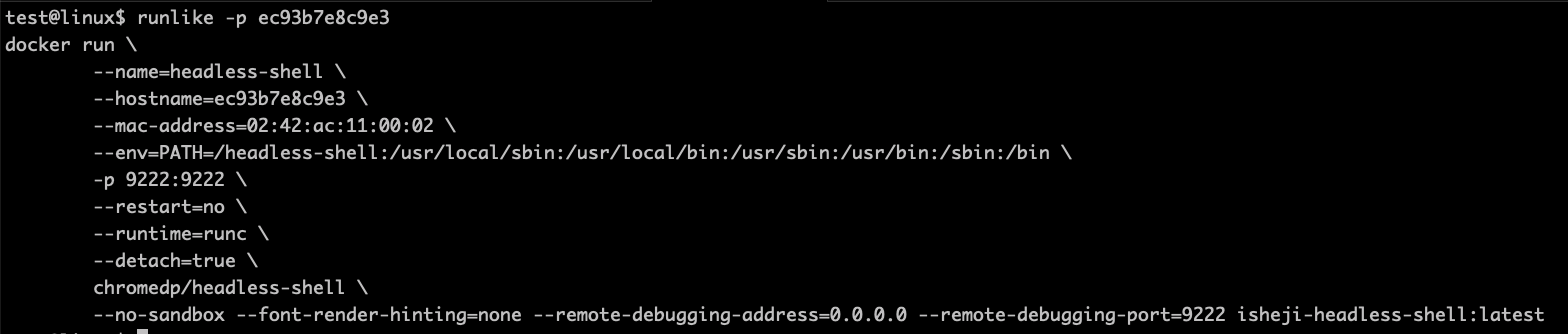 test@linux$ runlike -p ec93b7e8c9e3
docker run \
--name=headless-shell \
--hostname=ec93b7e8c9e3 \
--mac-address=02:42:ac:11:00:02 \
--env=PATH=/headless-shell:/usr/local/sbin:/usr/local/bin:/usr/sbin:/usr/bin:/sbin:/bin \
-p 9222:9222 \
--restart=no \
--runtime=runc \
--detach=true \
chromedp/headless-shell \
--no-sandbox --font-render-hinting=none --remote-debugging-address=0.0.0.0 --remote-debugging-port=9222 isheji-headless-shell:latest